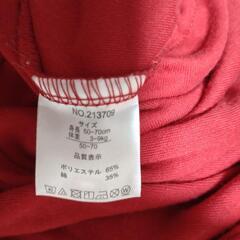 NO.213709
サイズ
身長 50~70cm
体重 3~9kg
50~70
品質表示
ポリエステル 65%
綿 35%